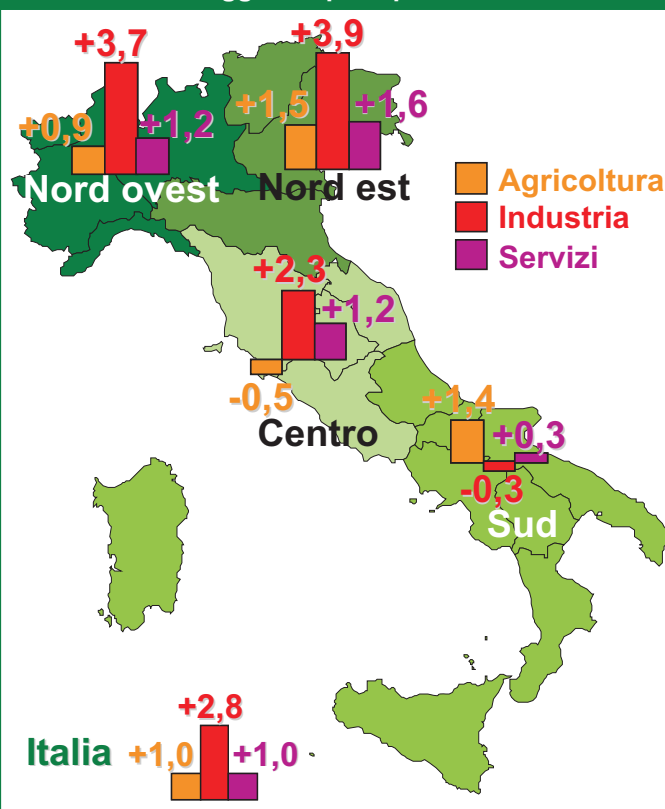 +3,7
+3,9
+0,9
+1,2
+1,5
+1,6
Nord ovest
Nord est
Agricoltura
Industria
Servizi
+2,3
+1,2
-0,5
Centro
+1,4
+0,3
-0,3
Sud
+2,8
Italia
+1,0
+1,0